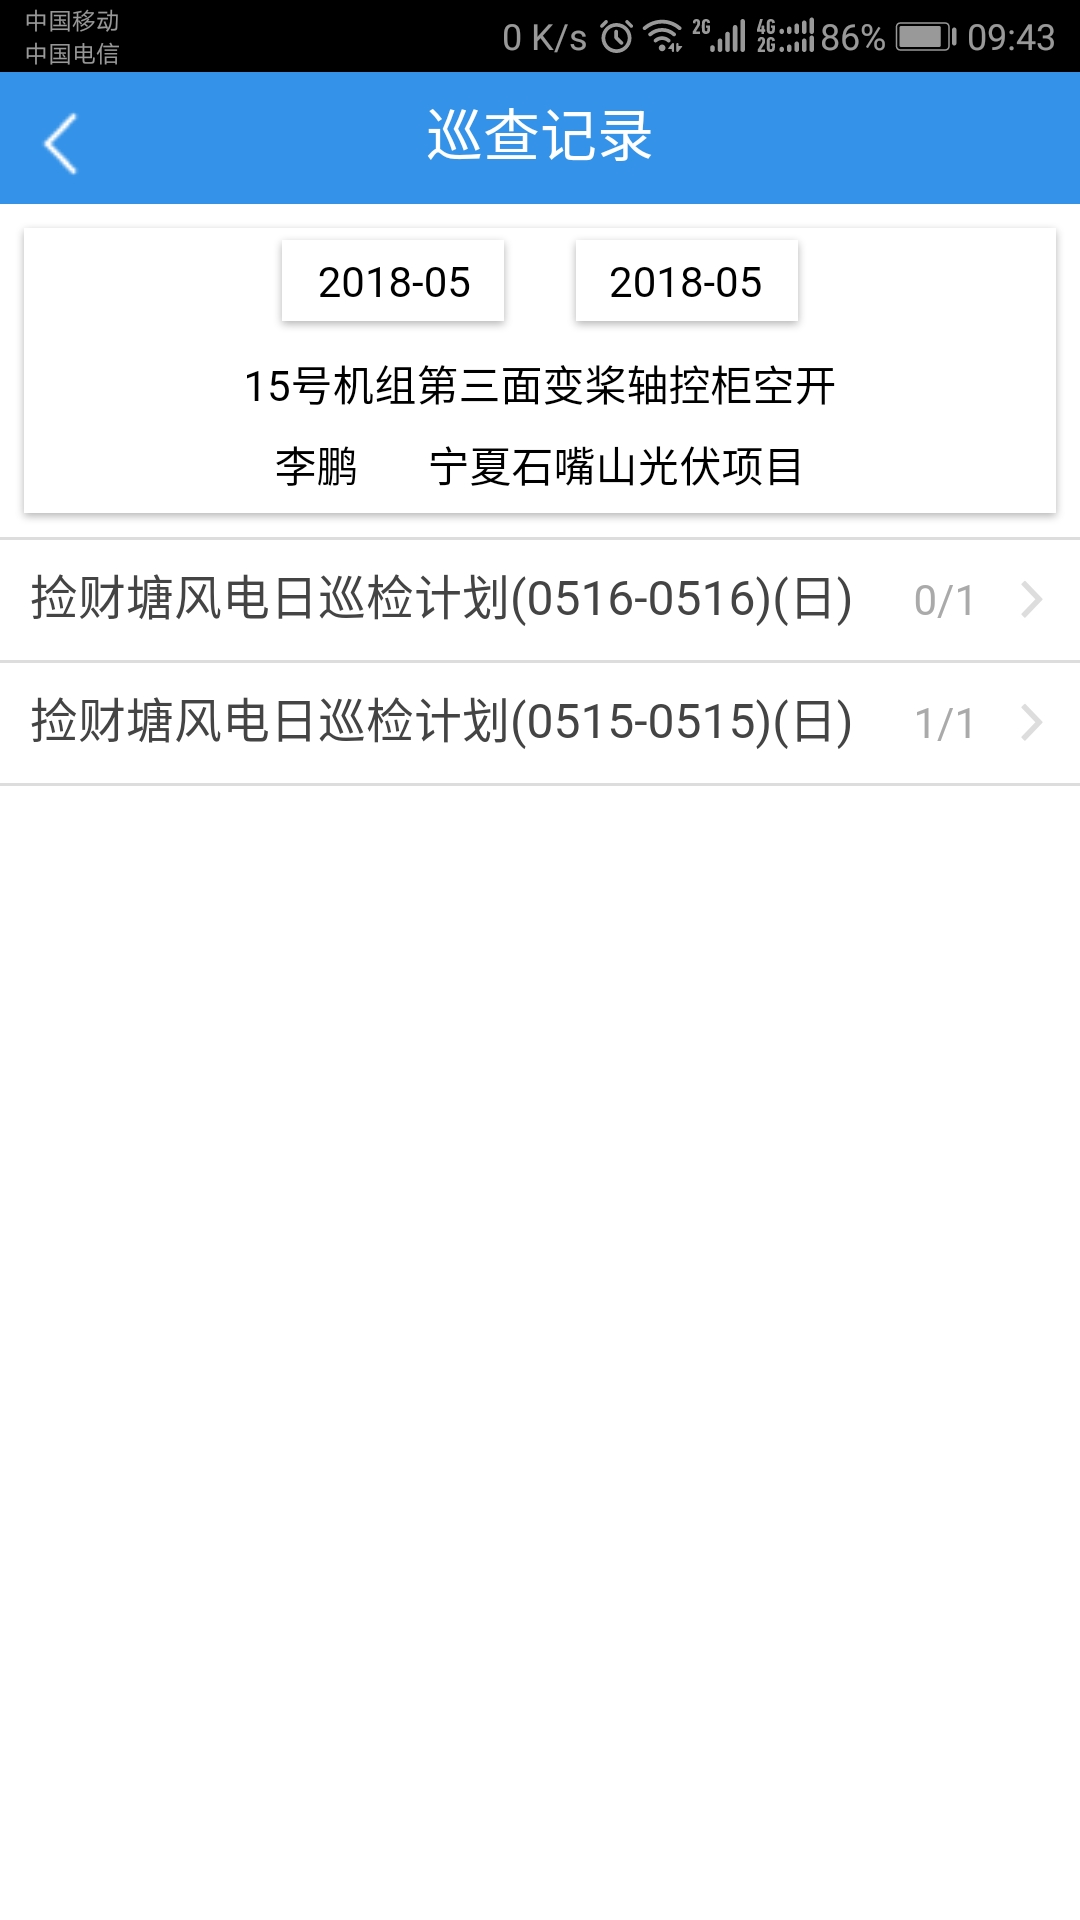 中国移动
中国电信
0 K/s 2G 4G 2G 86% 09:43
巡查记录
2018-05 2018-05
15号机组第三面变桨轴控柜空开
李鹏 宁夏石嘴山光伏项目
捡财塘风电日巡检计划(0516-0516)(日) 0/1
捡财塘风电日巡检计划(0515-0515)(日) 1/1